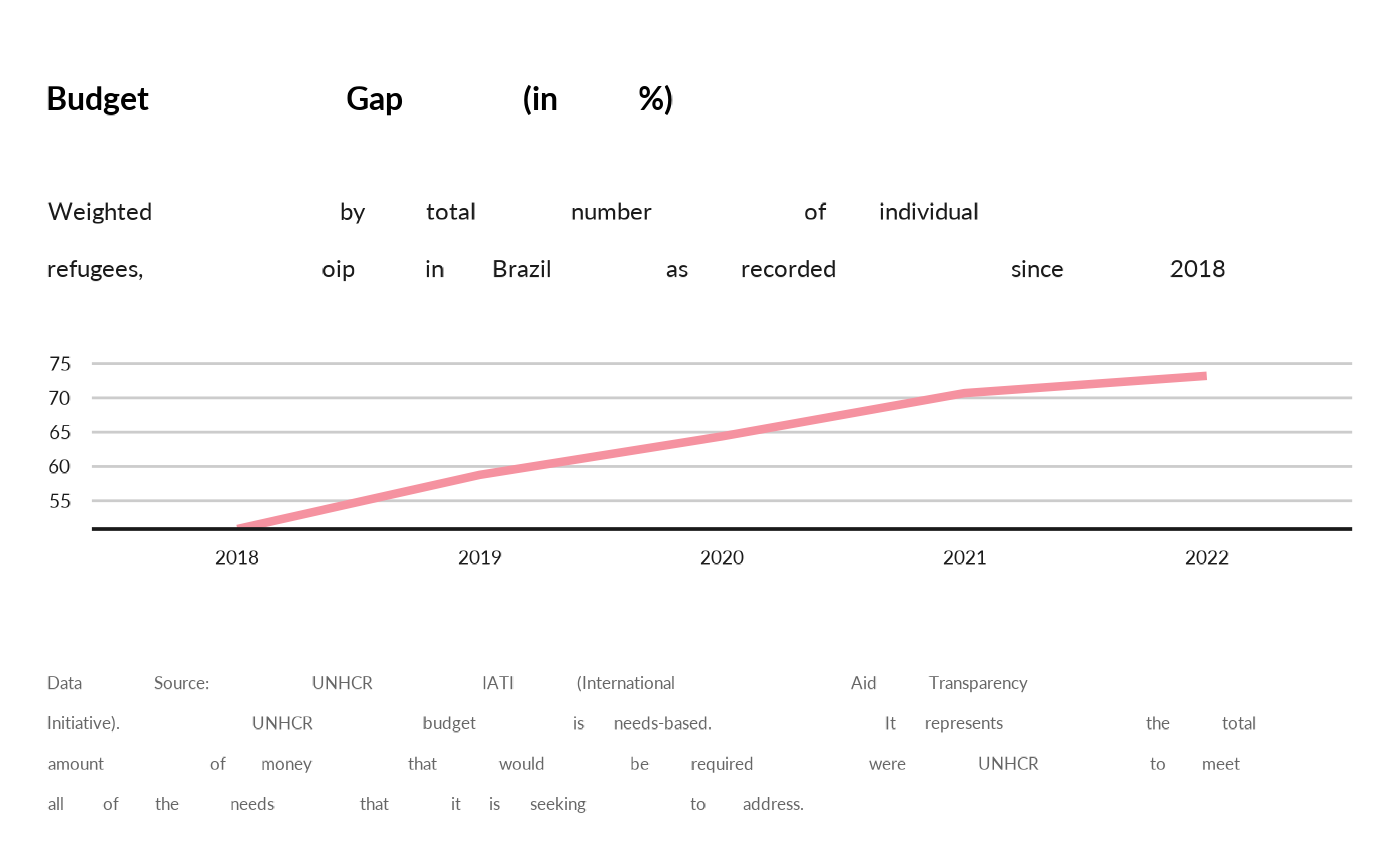 Budget Gap (in %)
Weighted by total number of individual
refugees, oip in Brazil as recorded since 2018
75
70
65
60
55
2018 2019 2020 2021 2022
Data Source: UNHCR IATI (International Aid Transparency
Initiative). UNHCR budget is needs-based. It represents the total
amount of money that would be required were UNHCR to meet
all of the needs that it is seeking to address.